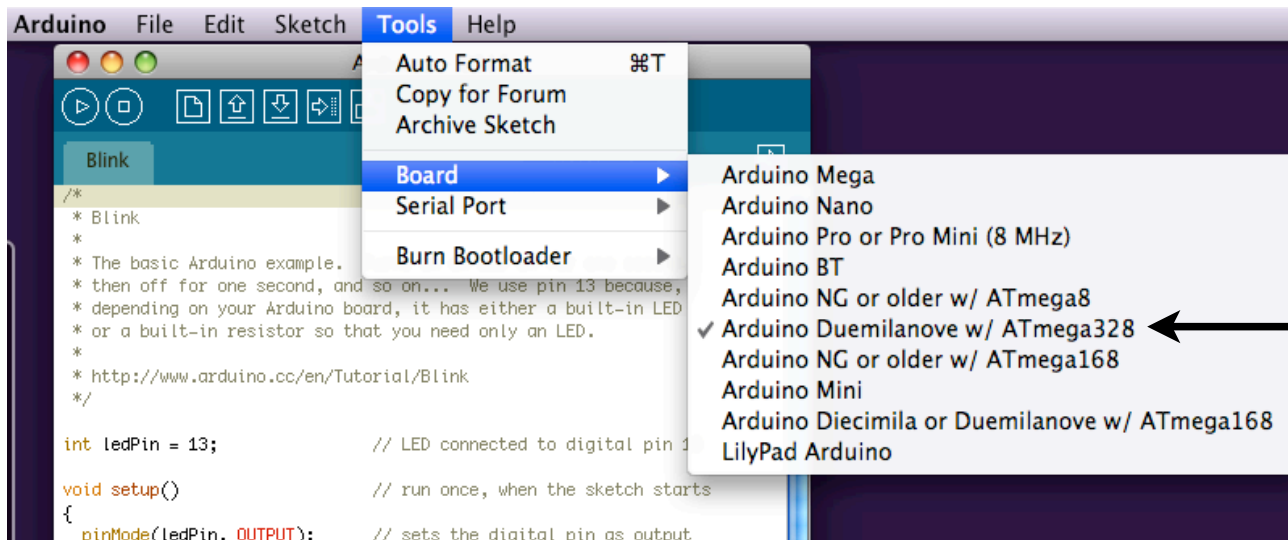 Arduino File Edit Sketch Tools Help
Auto Format ⌘T
Copy for Forum
Archive Sketch
Board
Serial Port
Burn Bootloader
Arduino Mega
Arduino Nano
Arduino Pro or Pro Mini (8 MHz)
Arduino BT
Arduino NG or older w/ ATmega8
✓ Arduino Duemilanove w/ ATmega328
Arduino NG or older w/ ATmega168
Arduino Mini
Arduino Diecimila or Duemilanove w/ ATmega168
LilyPad Arduino
Blink
/*
* Blink
*
* The basic Arduino example.
* then off for one second, and so on... We use pin 13 because,
* depending on your Arduino board, it has either a built-in LED
* or a built-in resistor so that you need only an LED.
*
* http://www.arduino.cc/en/Tutorial/Blink
*/
int ledPin = 13; // LED connected to digital pin
void setup() // run once, when the sketch starts
{
pinMode(ledPin, OUTPUT); // sets the digital pin as output